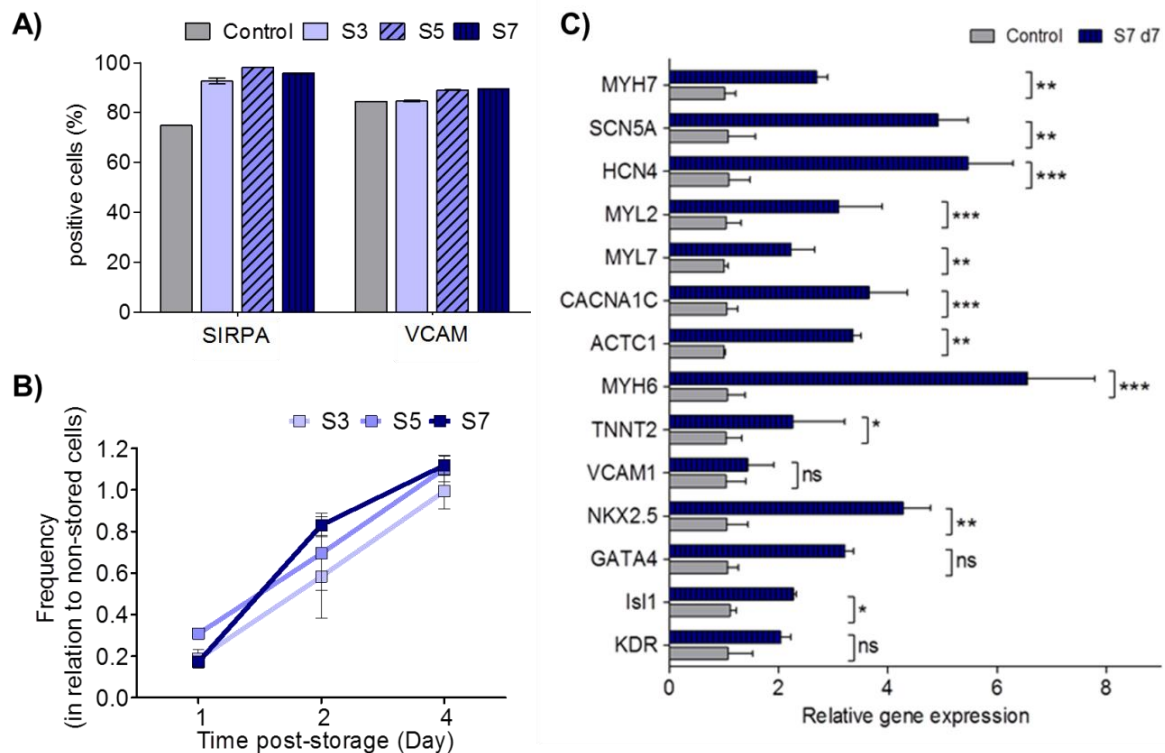 A)
Control S3 S5 S7
positive cells (%)
100
80
60
40
20
0
SIRPA VCAM
B)
S3 S5 S7
Frequency
(in relation to non-stored cells)
1.2
1.0
0.8
0.6
0.4
0.2
0.0
1 2 4
Time post-storage (Day)
C)
Control S7 d7
MYH7 **
SCN5A **
HCN4 ***
MYL2 ***
MYL7 **
CACNA1C ***
ACTC1 **
MYH6 ***
TNNT2 *
VCAM1 ns
NKX2.5 **
GATA4 ns
Isl1 *
KDR ns
0 2 4 6 8
Relative gene expression